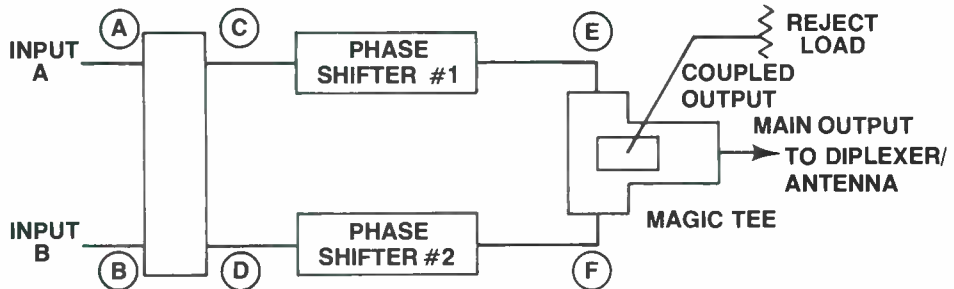 A
C
E
REJECT
LOAD
INPUT
A
PHASE
SHIFTER #1
COUPLED
OUTPUT
MAIN OUTPUT
TO DIPLEXER/
ANTENNA
MAGIC TEE
INPUT
B
PHASE
SHIFTER #2
B
D
F